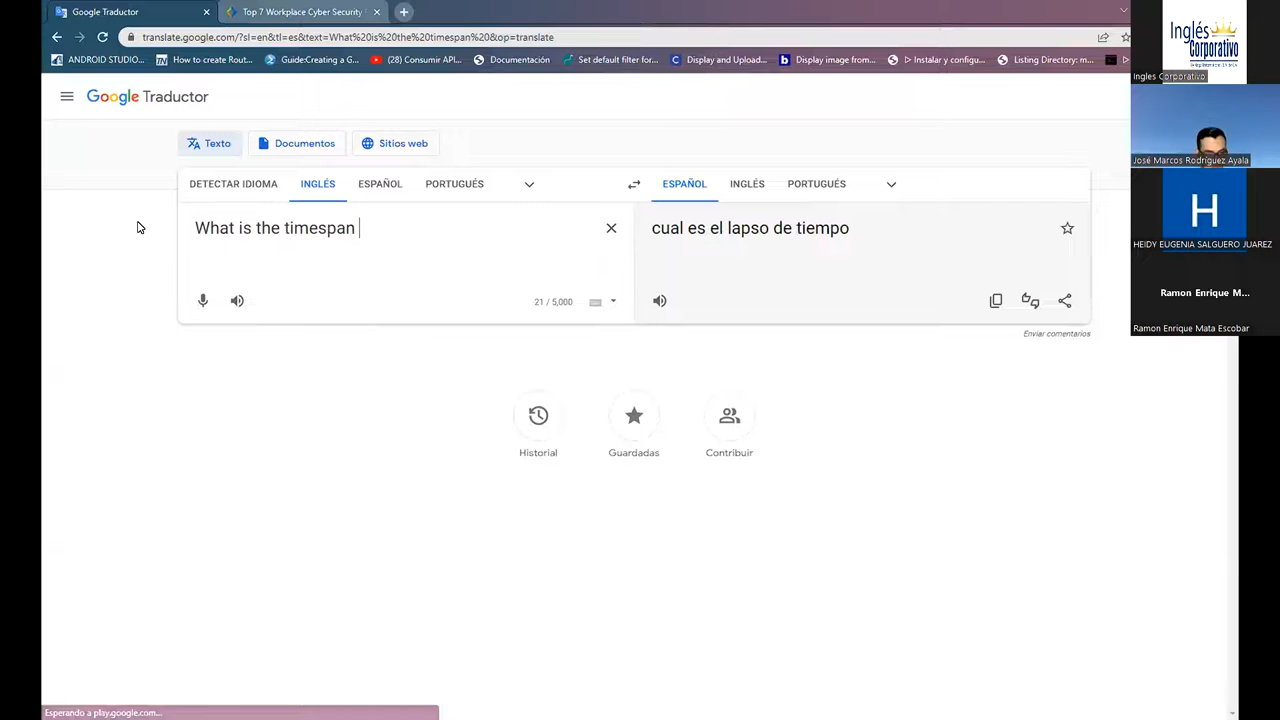 Google Traductor
Top 7 Workplace Cyber Security
translate.google.com/?sl=en&tl=es&text=What%20is%20the%20timespan%20&op=translate
ANDROID STUDIO...
How to create Rout...
Guide:Creating a G...
(28) Consumir API...
Documentación
Set default filter for...
Display and Upload...
Display image from...
Instalar y configu...
Listing Directory: m...
Google Traductor
Texto
Documentos
Sitios web
DETECTAR IDIOMA
INGLÉS
ESPAÑOL
PORTUGUÉS
ESPAÑOL
INGLÉS
PORTUGUÉS
What is the timespan
cual es el lapso de tiempo
21 / 5,000
Enviar comentarios
Historial
Guardadas
Contribuir
Esperando a play.google.com...
Inglés
Corporativo
Ingles Corporativo
José Marcos Rodríguez Ayala
H
HEIDY EUGENIA SALGUERO JUAREZ
Ramon Enrique M...
Ramon Enrique Mata Escobar